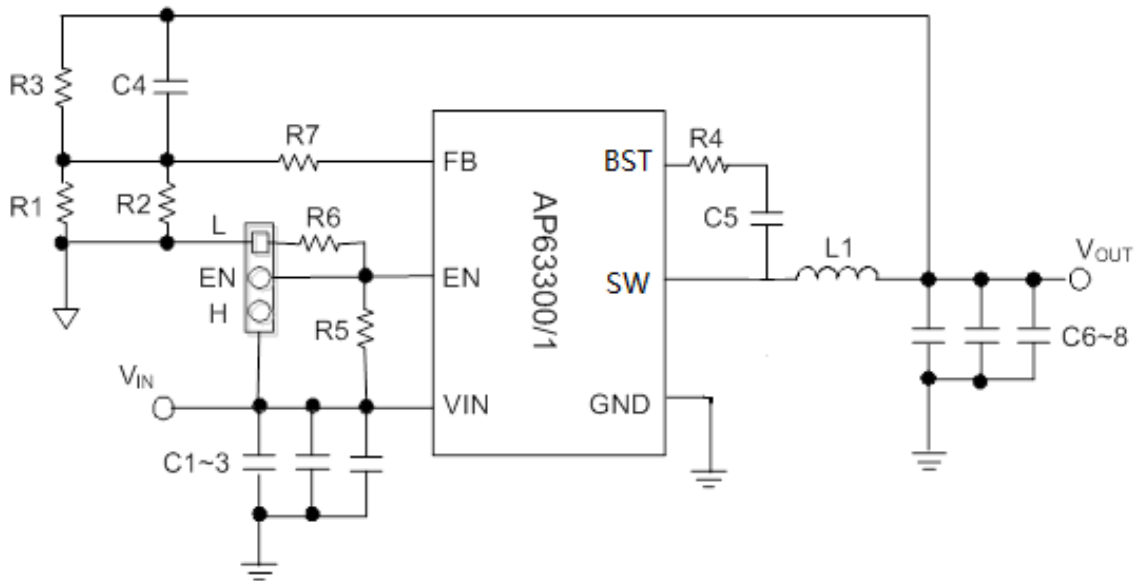 R3
C4
R7
FB
BST
R4
R1
R2
L
R6
C5
AP63300/1
L1
VOUT
EN
EN
SW
H
R5
C6~8
VIN
VIN
GND
C1~3